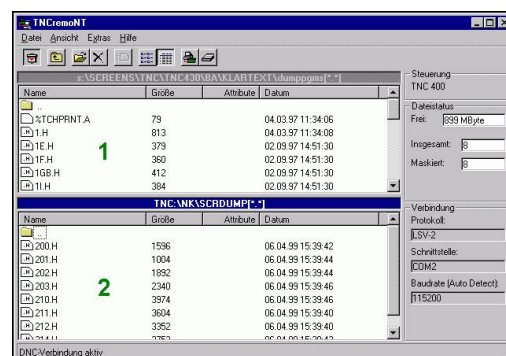 TNCremoNT
Datei Ansicht Extras Hilfe
s:\SCREENS\TNC\TNC430\BA\KLARTEXT\dumppgms[*.*]
Name Größe Attribute Datum
..
%TCHPRNT.A 79 04.03.97 11:34:06
1.H 813 04.03.97 11:34:08
1E.H 379 02.09.97 14:51:30
1F.H 360 02.09.97 14:51:30
1GB.H 412 02.09.97 14:51:30
1I.H 384 02.09.97 14:51:30
1
TNC:\NK\SCRDUMP[*.*]
Name Größe Attribute Datum
..
200.H 1596 06.04.99 15:39:42
201.H 1004 06.04.99 15:39:44
202.H 1892 06.04.99 15:39:44
203.H 2340 06.04.99 15:39:46
210.H 3974 06.04.99 15:39:46
211.H 3604 06.04.99 15:39:40
212.H 3352 06.04.99 15:39:40
2
Steuerung
TNC 400
Dateistatus
Frei: 899 MByte
Insgesamt: 8
Maskiert: 8
Verbindung
Protokoll:
LSV-2
Schnittstelle:
COM2
Baudrate (Auto Detect):
115200
DNC-Verbindung aktiv